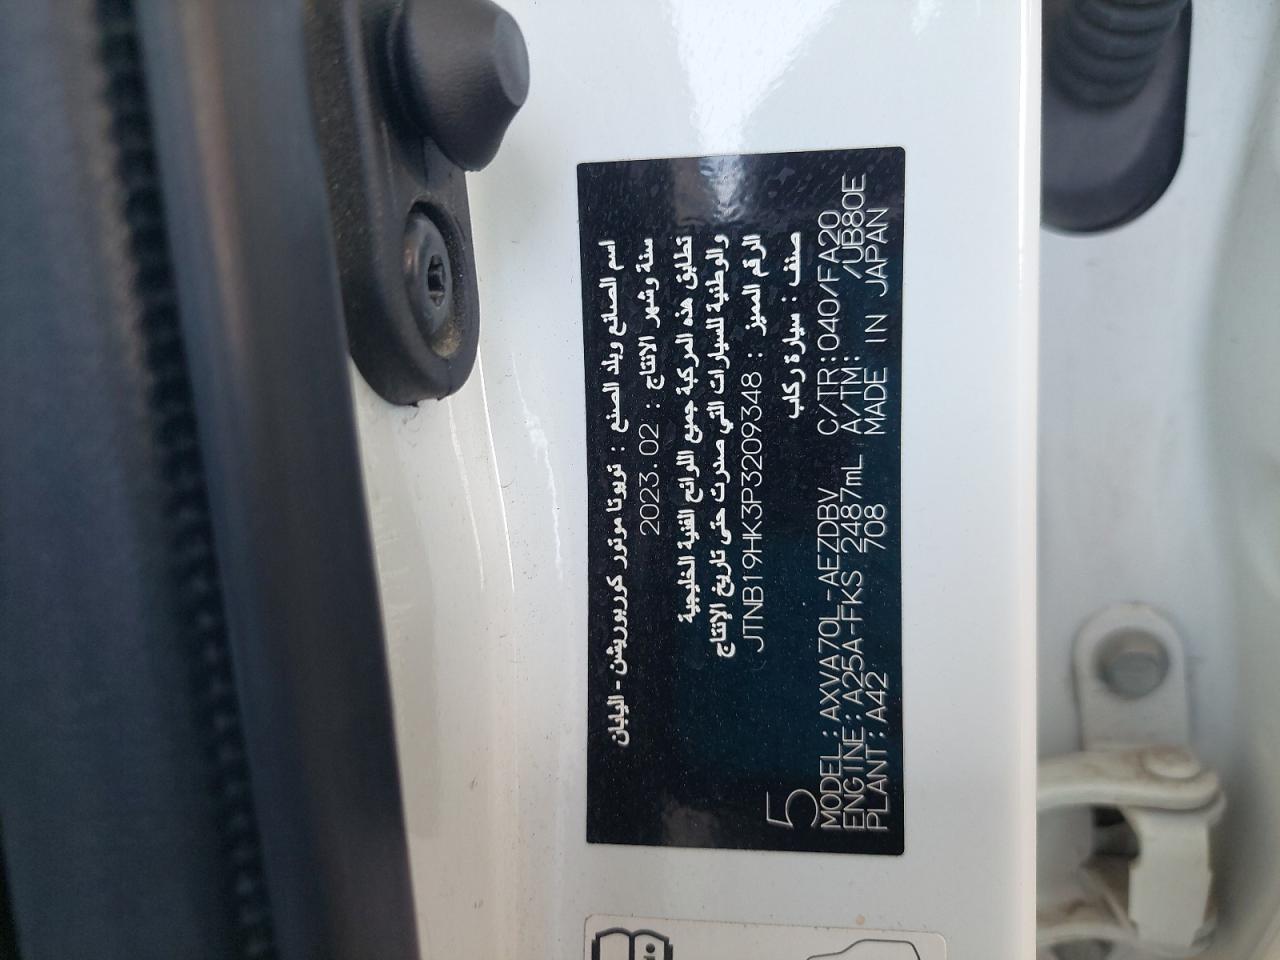 اسم الصانع وبلد الصنع : تويوتا موتور كوربوريشن - اليابان
سنة وشهر الانتاج : 2023.02
تطابق هذه المركبة جميع اللوائح الفنية الخليجية
والوطنية للسيارات التي صدرت حتى تاريخ الإنتاج
الرقم المميز : JTNB19HK3P3209348
صنف : سيارة ركاب
5
MODEL : AXVA70L-AEZDBV C/TR: 040/FA20
ENGINE: A25A-FKS 2487mL A/TM: /UB80E
PLANT: A42 708 MADE IN JAPAN